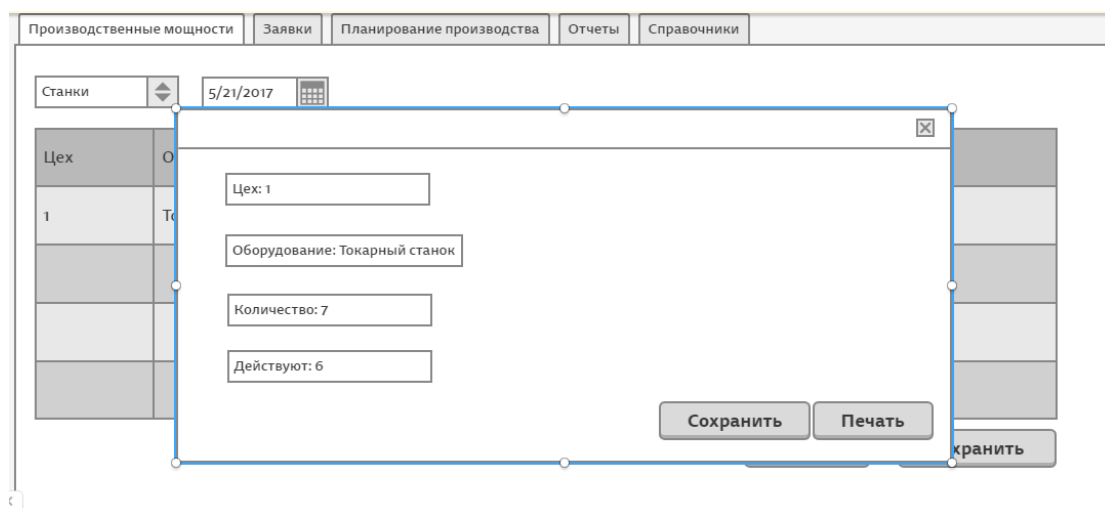 Производственные мощности Заявки Планирование производства Отчеты Справочники
Станки 5/21/2017
Цех
1
Цех: 1
Оборудование: Токарный станок
Количество: 7
Действуют: 6
Сохранить Печать